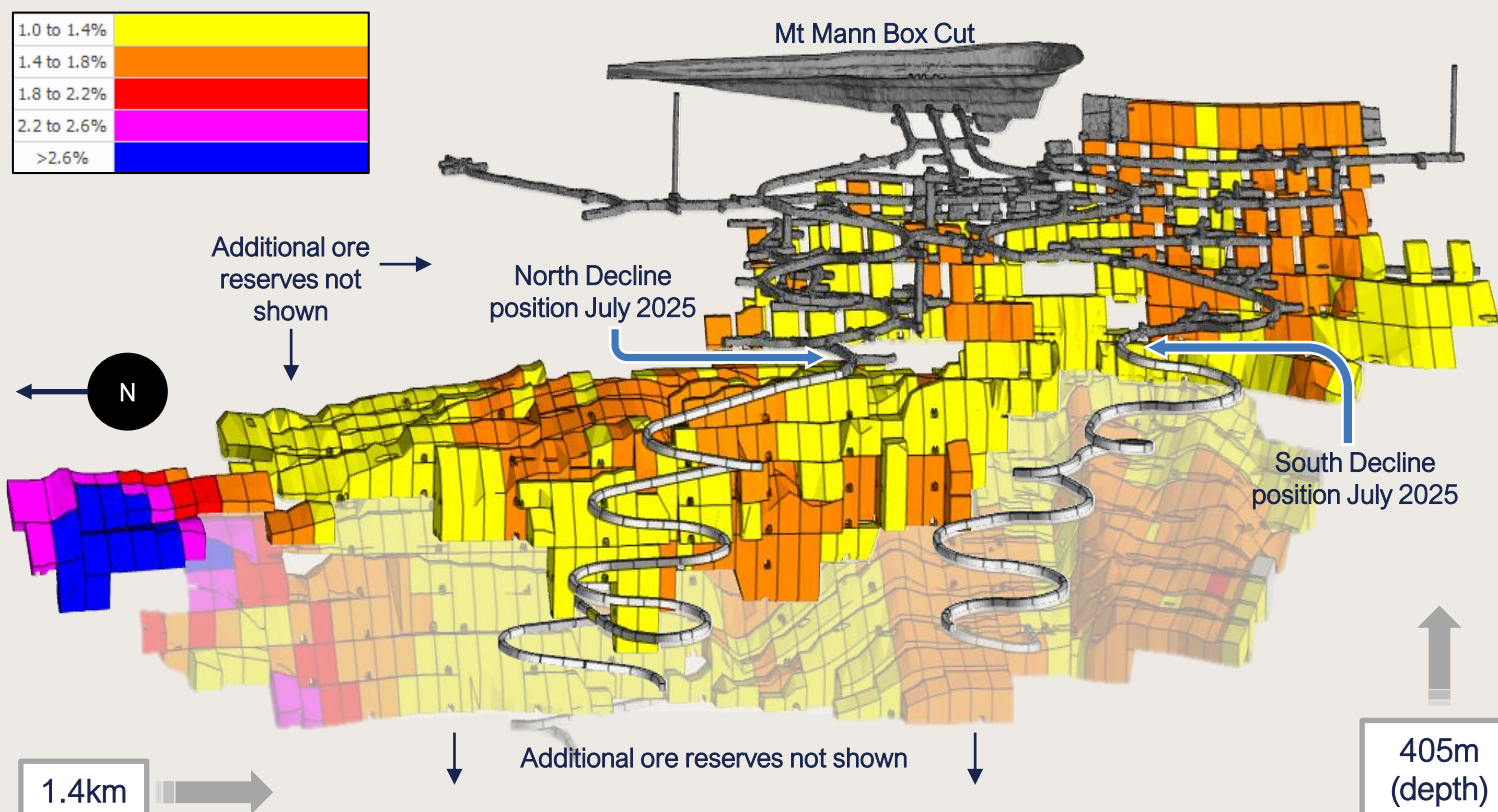 1.0 to 1.4%
1.4 to 1.8%
1.8 to 2.2%
2.2 to 2.6%
>2.6%
Mt Mann Box Cut
Additional ore
reserves not
shown
North Decline
position July 2025
N
South Decline
position July 2025
Additional ore reserves not shown
1.4km
405m
(depth)